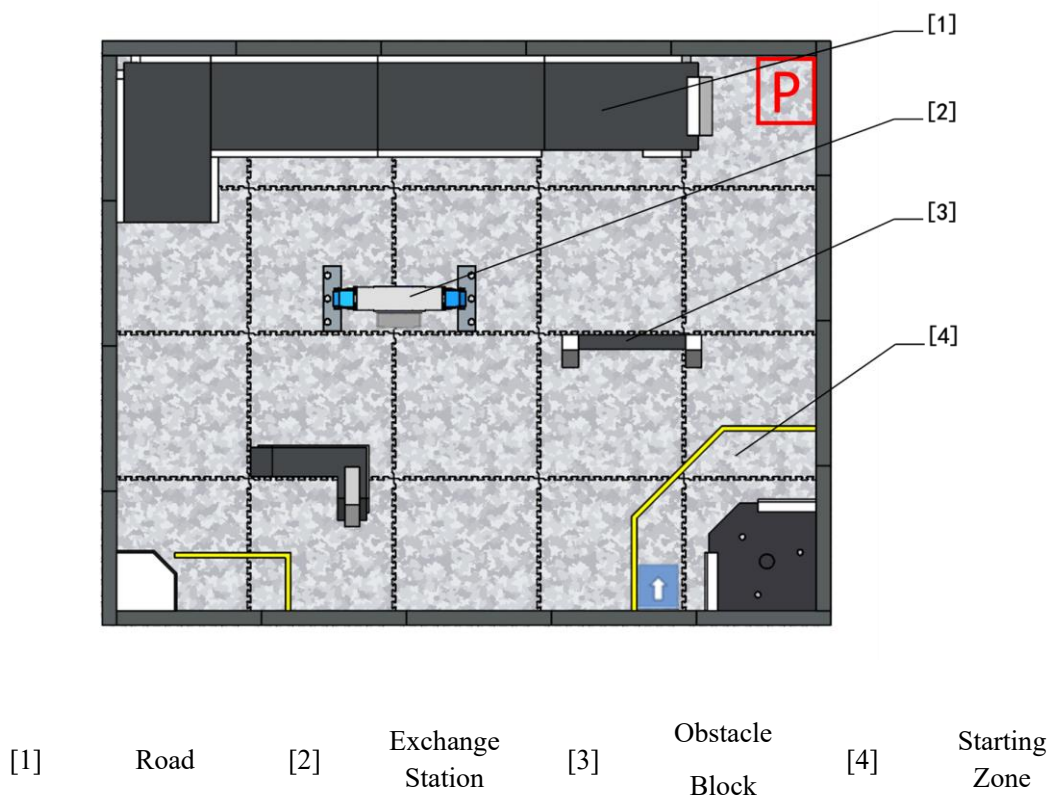 [1]
P
[2]
[3]
[4]
[1] Road [2] Exchange Station [3] Obstacle Block [4] Starting Zone